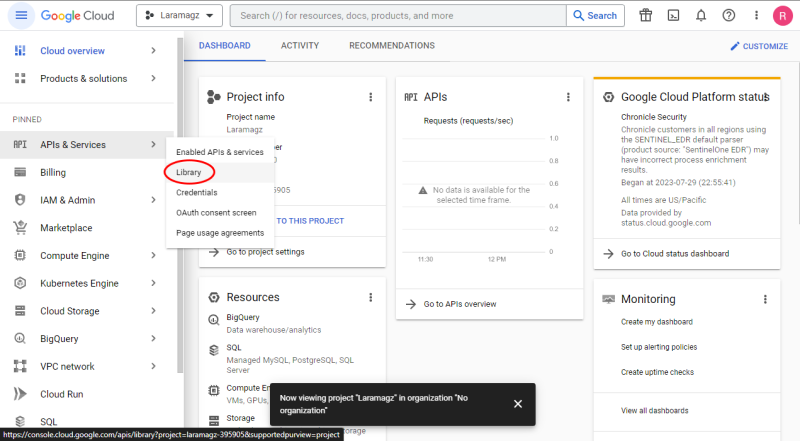 Google Cloud
Laramagz
Search (/) for resources, docs, products, and more
Search
R
Cloud overview
Products & solutions
PINNED
API APIs & Services
Billing
IAM & Admin
Marketplace
Compute Engine
Kubernetes Engine
Cloud Storage
BigQuery
VPC network
Cloud Run
SQL
Enabled APIs & services
Library
Credentials
OAuth consent screen
Page usage agreements
DASHBOARD
ACTIVITY
RECOMMENDATIONS
CUSTOMIZE
Project info
Project name
Laramagz
ber
5905
TO THIS PROJECT
Go to project settings
Resources
BigQuery
Data warehouse/analytics
SQL
Managed MySQL, PostgreSQL, SQL
Server
Compute En
VMs, GPUs,
Storage
API APIs
Requests (requests/sec)
1.0
0.8
0.6
0.4
0.2
0
No data is available for the
selected time frame.
11:30
12 PM
Go to APIs overview
Google Cloud Platform status
Chronicle Security
Chronicle customers in all regions using
the SENTINEL_EDR default parser
(product source: "SentinelOne EDR") may
have incorrect process enrichment
results.
Began at 2023-07-29 (22:55:41)
All times are US/Pacific
Data provided by
status.cloud.google.com
Go to Cloud status dashboard
Monitoring
Create my dashboard
Set up alerting policies
Create uptime checks
View all dashboards
Now viewing project "Laramagz" in organization "No
organization"
https://console.cloud.google.com/apis/library?project=laramagz-395905&supportedpurview=project